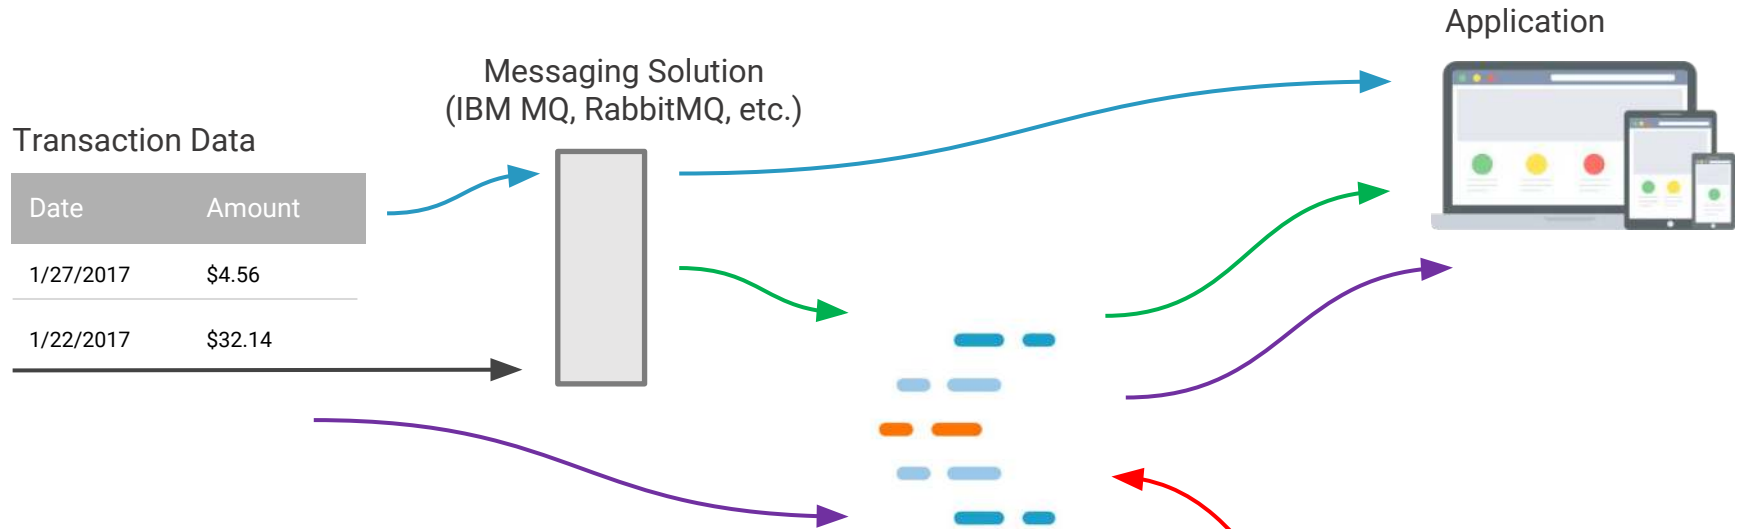 Application
Messaging Solution
(IBM MQ, RabbitMQ, etc.)
Transaction Data
Date Amount
1/27/2017 $4.56
1/22/2017 $32.14